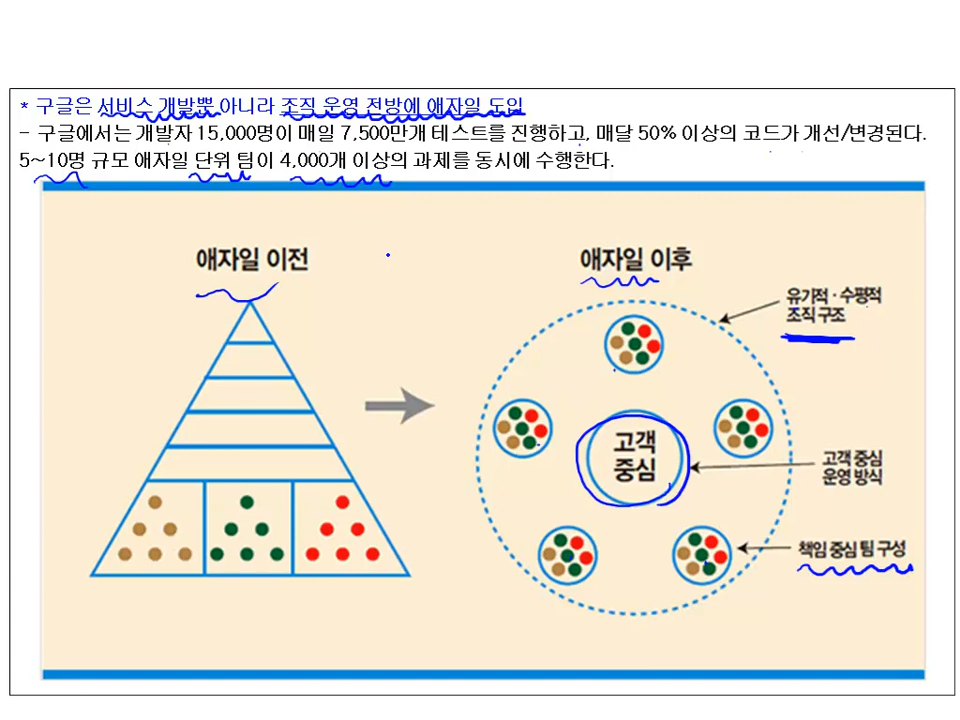 * 구글은 서비스 개발뿐 아니라 조직 운영 전방에 애자일 도입
- 구글에서는 개발자 15,000명이 매일 7,500만개 테스트를 진행하고, 매달 50% 이상의 코드가 개선/변경된다.
5~10명 규모 애자일 단위 팀이 4,000개 이상의 과제를 동시에 수행한다.
애자일 이전
애자일 이후
유기적·수평적
조직 구조
고객
중심
고객 중심
운영 방식
책임 중심 팀 구성